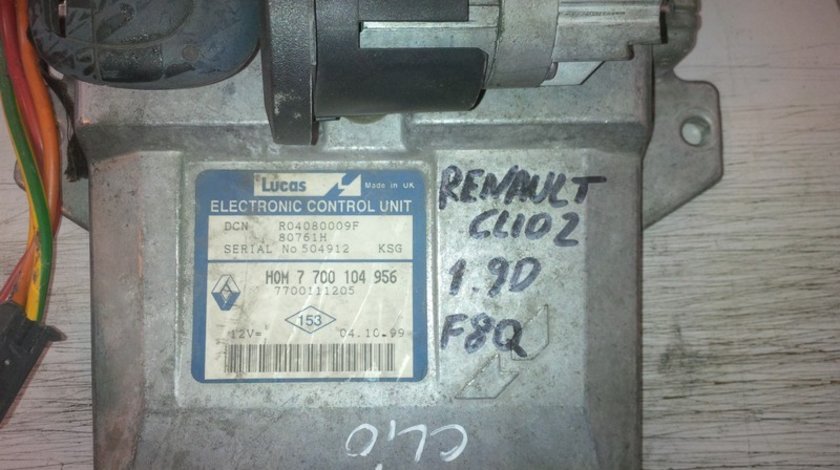 Lucas Made in UK
ELECTRONIC CONTROL UNIT
DCN R04080009F
80761H
SERIAL No 504912 KSG
HOM 7 700 104 956
7700111205
153
12V= 04.10.99
RENAULT
CLIO 2
1.9D
F8Q
CLIO